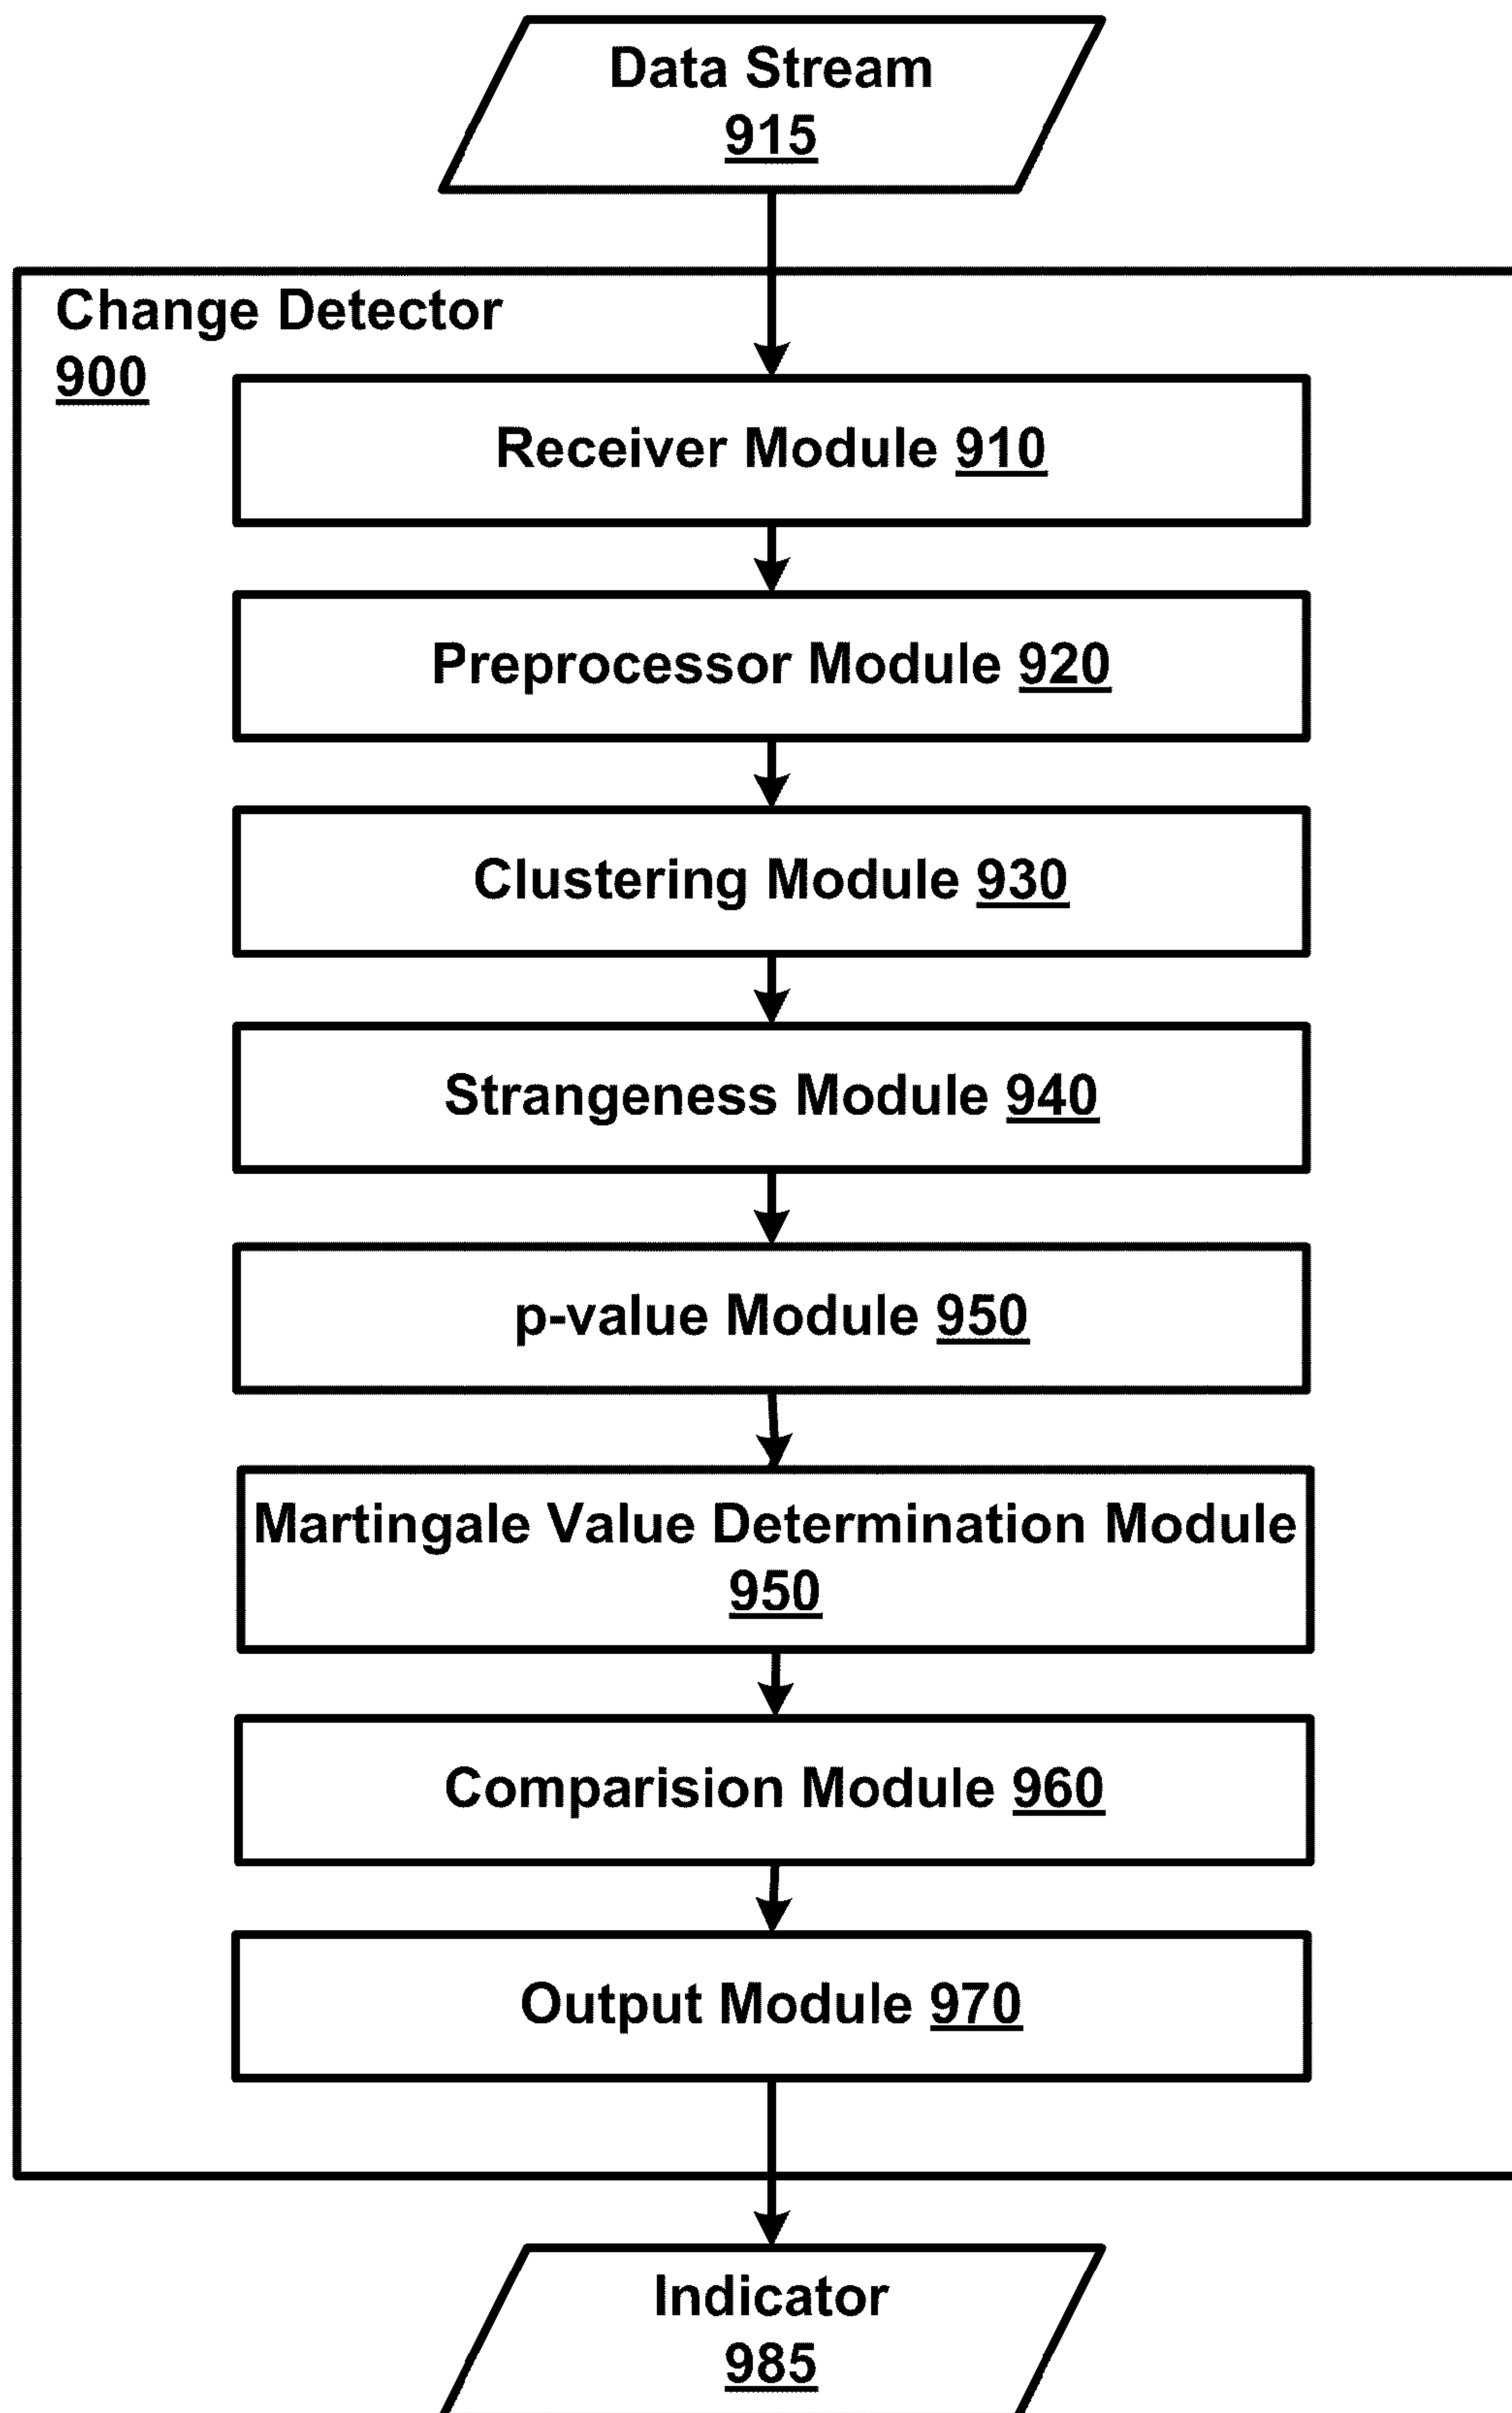 Data Stream
915
Change Detector
900
Receiver Module 910
Preprocessor Module 920
Clustering Module 930
Strangeness Module 940
p-value Module 950
Martingale Value Determination Module
950
Comparision Module 960
Output Module 970
Indicator
985